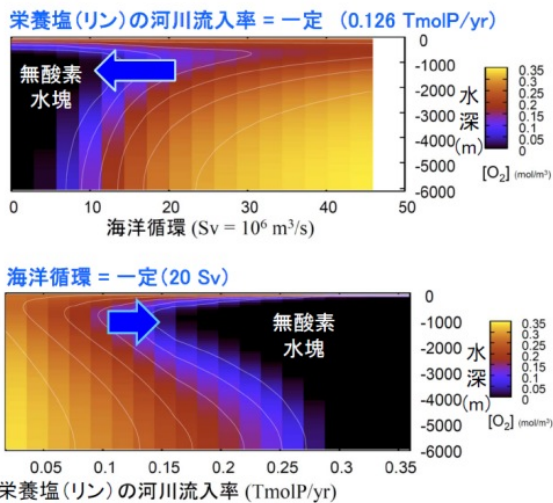 栄養塩(リン)の河川流入率 = 一定 (0.126 TmolP/yr)
無酸素
水塊
0
-1000
-2000
-3000
-4000
-5000
-6000
水
深
(m)
0.35
0.3
0.25
0.2
0.15
0.1
0.05
0
[O₂] (mol/m³)
0 10 20 30 40 50
海洋循環 (Sv = 10⁶ m³/s)
海洋循環 = 一定(20 Sv)
無酸素
水塊
0
-1000
-2000
-3000
-4000
-5000
-6000
水
深
(m)
0.35
0.3
0.25
0.2
0.15
0.1
0.05
0
[O₂] (mol/m³)
0.05 0.1 0.15 0.2 0.25 0.3 0.35
栄養塩(リン)の河川流入率 (TmolP/yr)